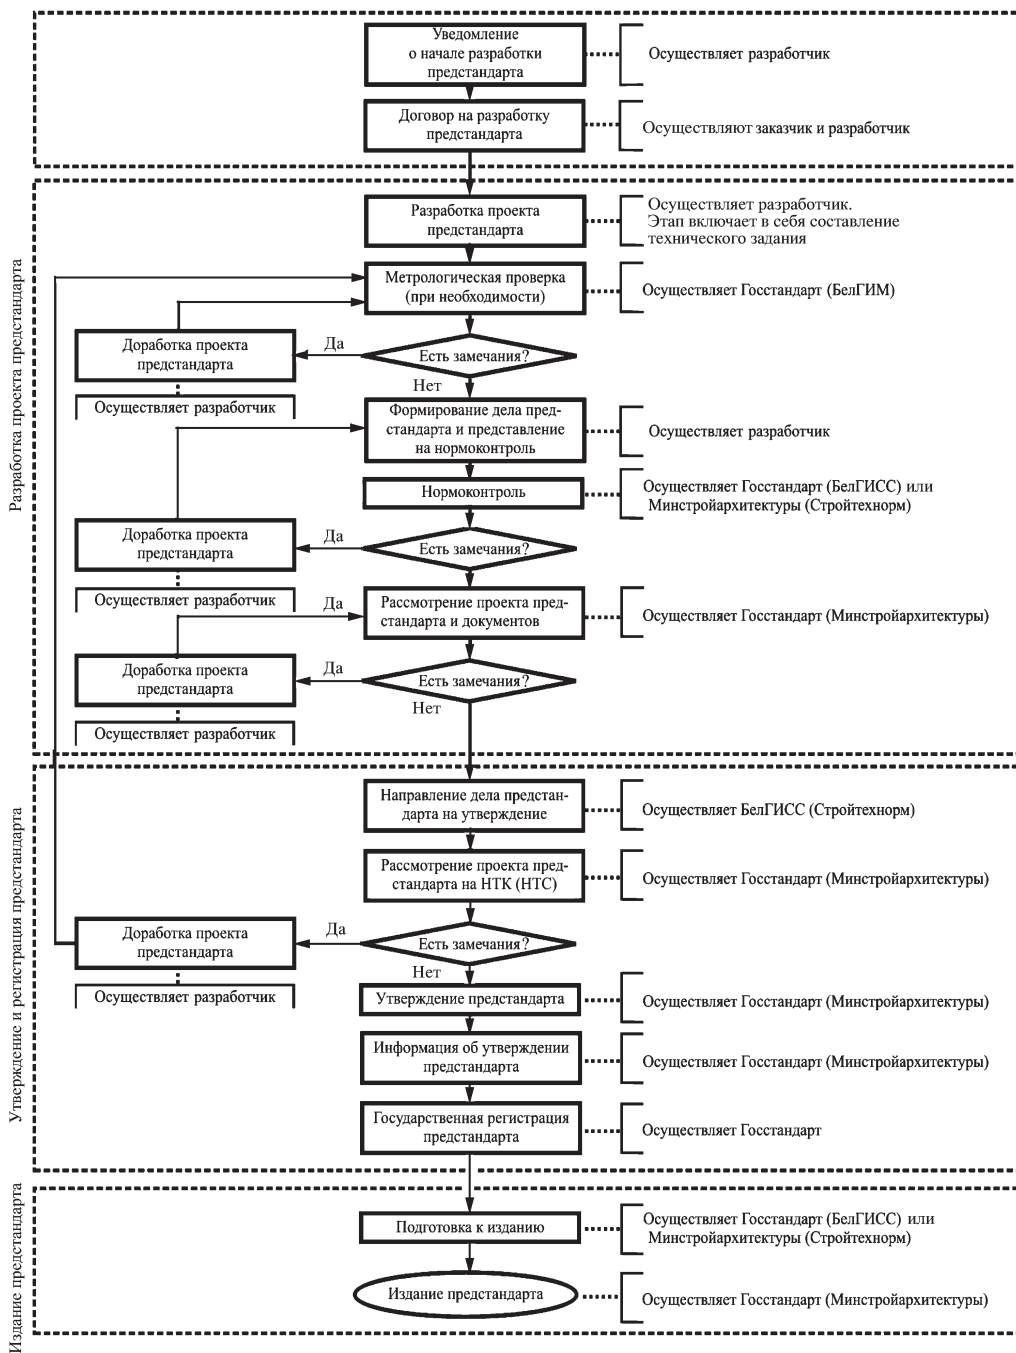 Уведомление
о начале разработки
предстандарта
Осуществляет разработчик
Договор на разработку
предстандарта
Осуществляют заказчик и разработчик
Разработка проекта предстандарта
Разработка проекта
предстандарта
Осуществляет разработчик.
Этап включает в себя составление
технического задания
Метрологическая проверка
(при необходимости)
Осуществляет Госстандарт (БелГИМ)
Доработка проекта
предстандарта
Да
Есть замечания?
Нет
Осуществляет разработчик
Формирование дела пред-
стандарта и представление
на нормоконтроль
Осуществляет разработчик
Нормоконтроль
Осуществляет Госстандарт (БелГИСС) или
Минстройархитектуры (Стройтехнорм)
Доработка проекта
предстандарта
Да
Есть замечания?
Осуществляет разработчик
Да
Рассмотрение проекта пред-
стандарта и документов
Осуществляет Госстандарт (Минстройархитектуры)
Доработка проекта
предстандарта
Да
Есть замечания?
Нет
Осуществляет разработчик
Утверждение и регистрация предстандарта
Направление дела предстан-
дарта на утверждение
Осуществляет БелГИСС (Стройтехнорм)
Рассмотрение проекта пред-
стандарта на НТК (НТС)
Осуществляет Госстандарт (Минстройархитектуры)
Доработка проекта
предстандарта
Да
Есть замечания?
Нет
Осуществляет разработчик
Утверждение предстандарта
Осуществляет Госстандарт (Минстройархитектуры)
Информация об утверждении
предстандарта
Осуществляет Госстандарт (Минстройархитектуры)
Государственная регистрация
предстандарта
Осуществляет Госстандарт
Издание предстандарта
Подготовка к изданию
Осуществляет Госстандарт (БелГИСС) или
Минстройархитектуры (Стройтехнорм)
Издание предстандарта
Осуществляет Госстандарт (Минстройархитектуры)